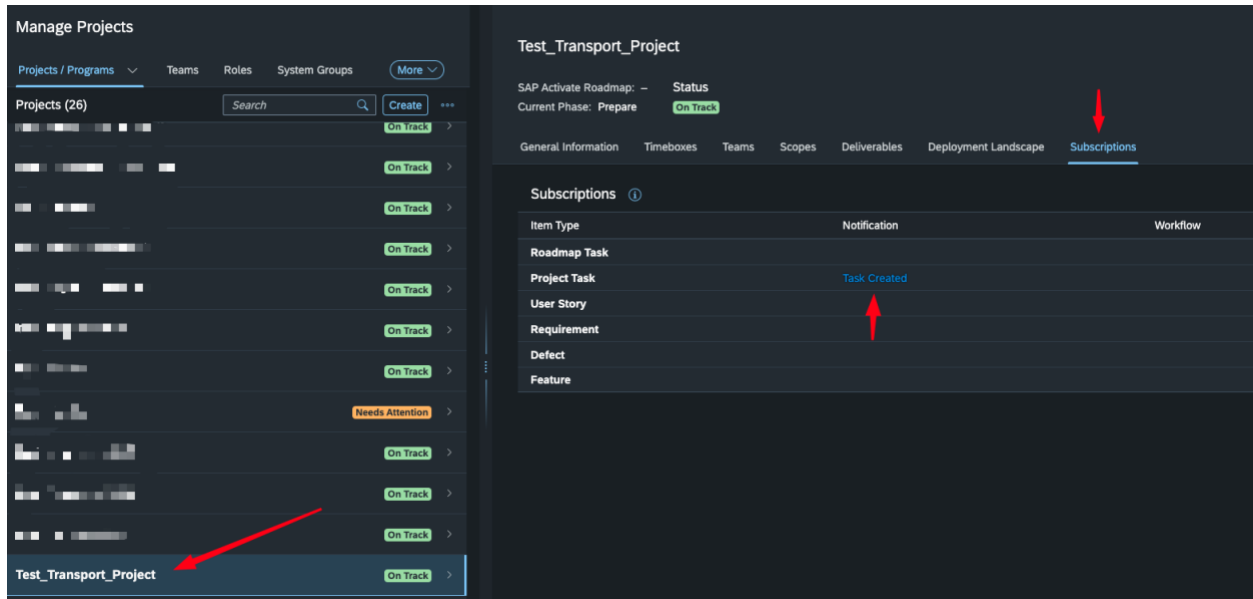 Manage Projects
Projects / Programs Teams Roles System Groups More
Projects (26) Search Create
On Track
On Track
On Track
On Track
On Track
On Track
On Track
Needs Attention
On Track
On Track
On Track
Test_Transport_Project On Track
Test_Transport_Project
SAP Activate Roadmap: – Status
Current Phase: Prepare On Track
General Information Timeboxes Teams Scopes Deliverables Deployment Landscape Subscriptions
Subscriptions
Item Type Notification Workflow
Roadmap Task
Project Task Task Created
User Story
Requirement
Defect
Feature